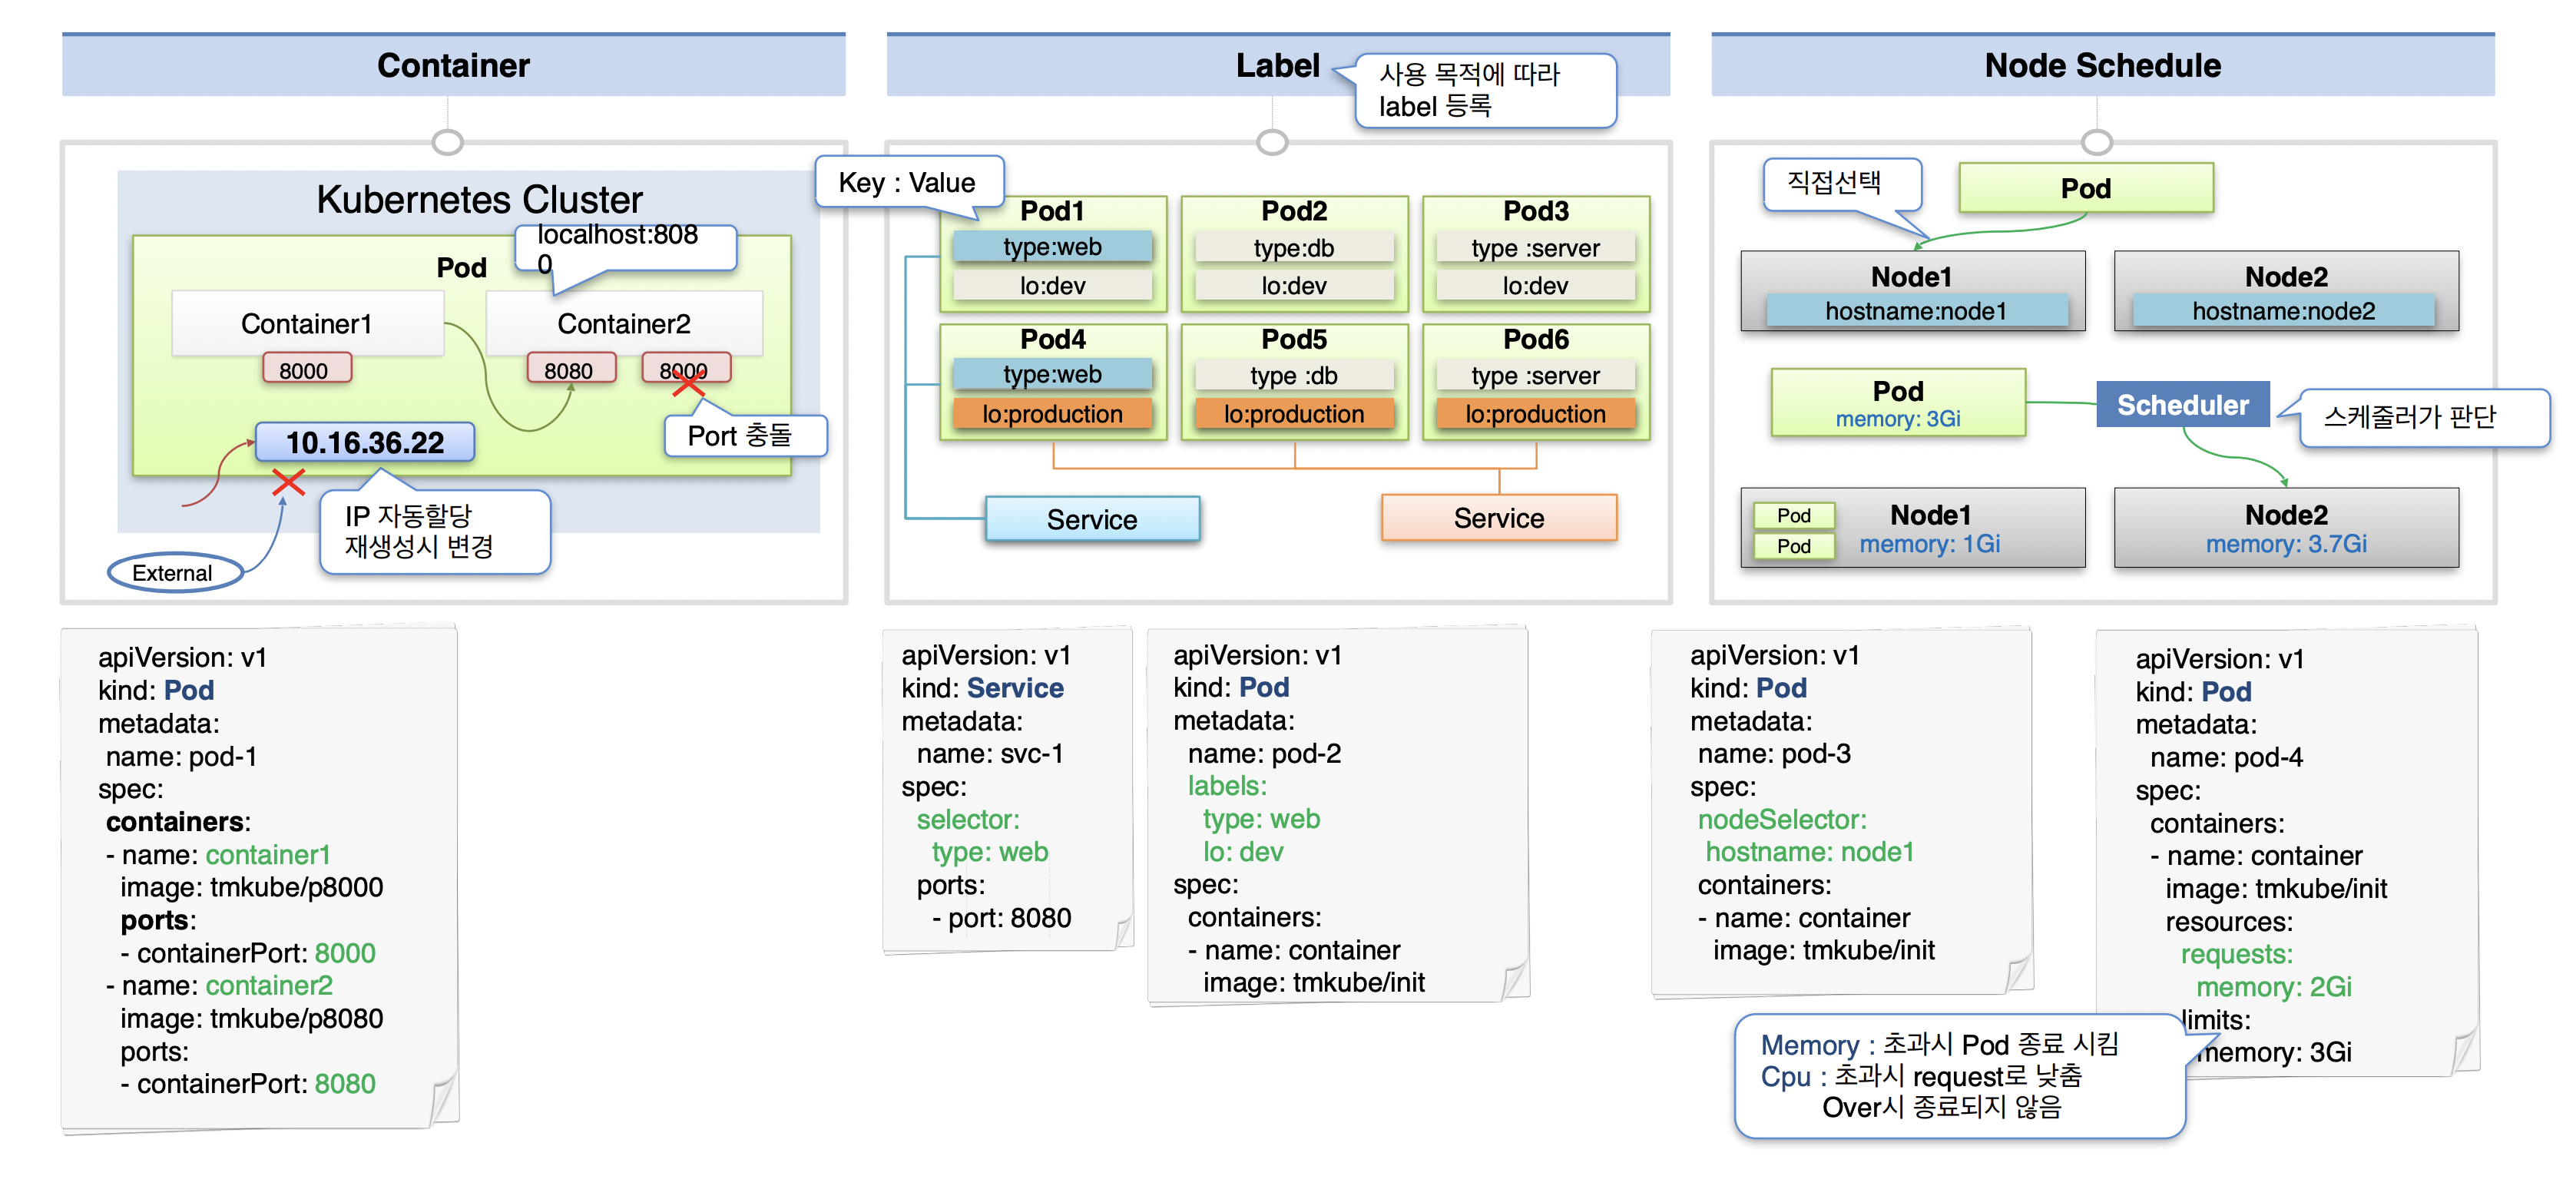 Container
Kubernetes Cluster
localhost:808
0
Pod
Container1
Container2
8000
8080
8000
Port 충돌
10.16.36.22
IP 자동할당
재생성시 변경
External
apiVersion: v1
kind: Pod
metadata:
name: pod-1
spec:
containers:
- name: container1
image: tmkube/p8000
ports:
- containerPort: 8000
- name: container2
image: tmkube/p8080
ports:
- containerPort: 8080
Label
사용 목적에 따라
label 등록
Key : Value
Pod1
type:web
lo:dev
Pod2
type:db
lo:dev
Pod3
type :server
lo:dev
Pod4
type:web
lo:production
Pod5
type :db
lo:production
Pod6
type :server
lo:production
Service
Service
apiVersion: v1
kind: Service
metadata:
name: svc-1
spec:
selector:
type: web
ports:
- port: 8080
apiVersion: v1
kind: Pod
metadata:
name: pod-2
labels:
type: web
lo: dev
spec:
containers:
- name: container
image: tmkube/init
Node Schedule
직접선택
Pod
Node1
hostname:node1
Node2
hostname:node2
Pod
memory: 3Gi
Scheduler
스케줄러가 판단
Pod
Pod
Node1
memory: 1Gi
Node2
memory: 3.7Gi
apiVersion: v1
kind: Pod
metadata:
name: pod-3
spec:
nodeSelector:
hostname: node1
containers:
- name: container
image: tmkube/init
apiVersion: v1
kind: Pod
metadata:
name: pod-4
spec:
containers:
- name: container
image: tmkube/init
resources:
requests:
memory: 2Gi
limits:
memory: 3Gi
Memory : 초과시 Pod 종료 시킴
Cpu : 초과시 request로 낮춤
Over시 종료되지 않음